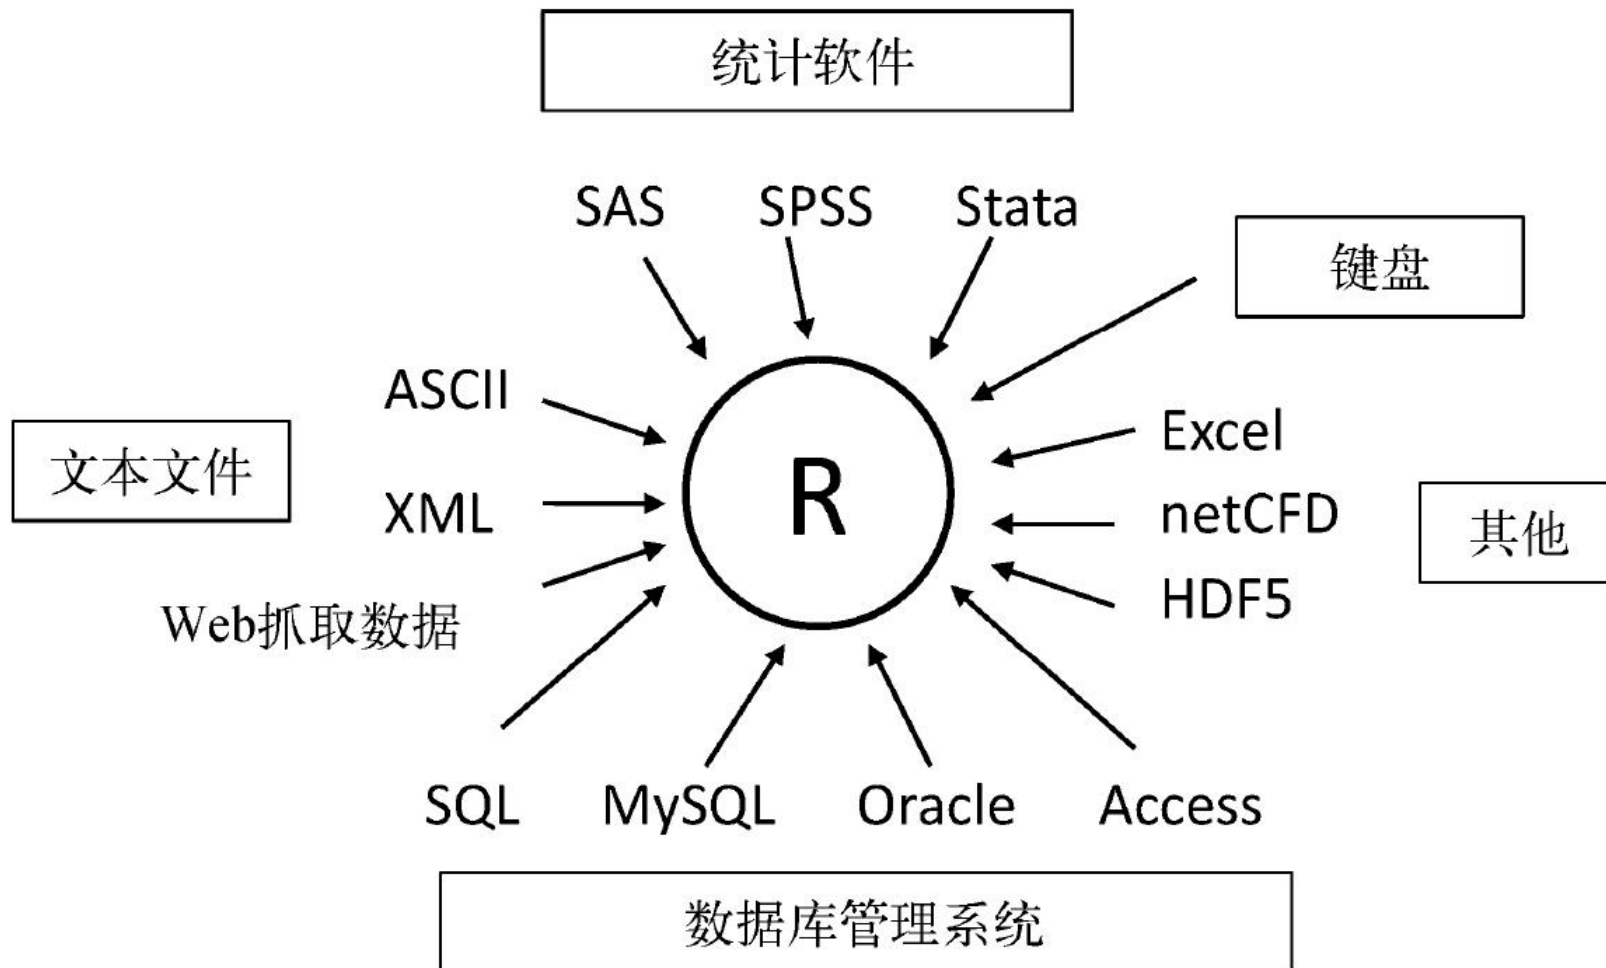 统计软件
SAS SPSS Stata
键盘
ASCII
Excel
文本文件
R
XML
netCFD
其他
HDF5
Web抓取数据
SQL MySQL Oracle Access
数据库管理系统